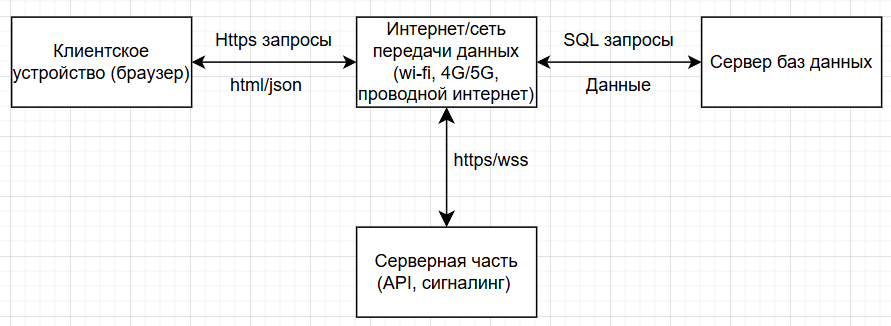 Клиентское
устройство (браузер)
Https запросы
html/json
Интернет/сеть
передачи данных
(wi-fi, 4G/5G,
проводной интернет)
SQL запросы
Данные
Сервер баз данных
https/wss
Серверная часть
(API, сигналинг)